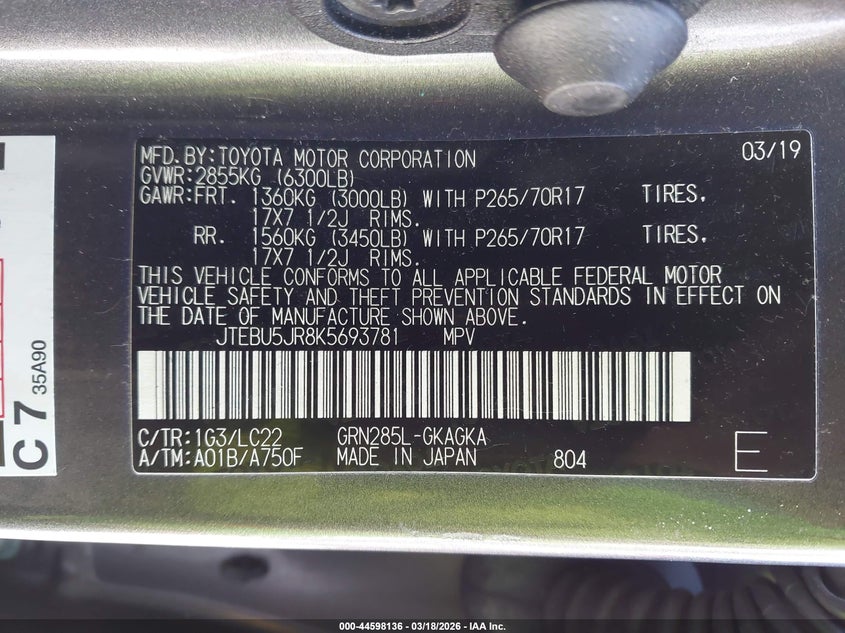 MFD.BY:TOYOTA MOTOR CORPORATION 03/19
GVWR:2855KG (6300LB)
GAWR:FRT. 1360KG (3000LB) WITH P265/70R17 TIRES,
17X7 1/2J RIMS.
RR. 1560KG (3450LB) WITH P265/70R17 TIRES,
17X7 1/2J RIMS.
THIS VEHICLE CONFORMS TO ALL APPLICABLE FEDERAL MOTOR
VEHICLE SAFETY AND THEFT PREVENTION STANDARDS IN EFFECT ON
THE DATE OF MANUFACTURE SHOWN ABOVE.
JTEBU5JR8K5693781 MPV
C/TR:1G3/LC22 GRN285L-GKAGKA
A/TM:A01B/A750F MADE IN JAPAN 804 E
C7 35A90
000-44598136 - 03/18/2026 - IAA Inc.